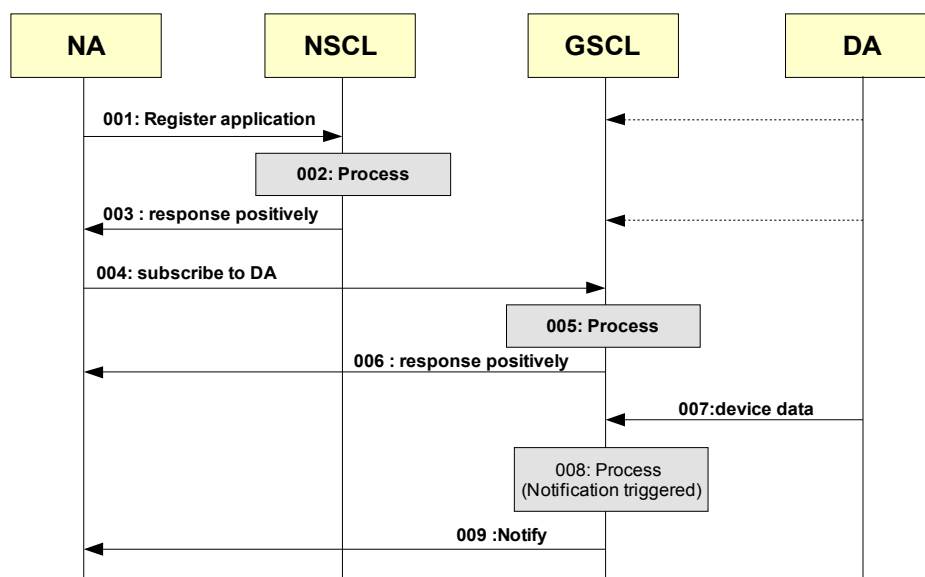 NA
NSCL
GSCL
DA
001: Register application
002: Process
003 : response positively
004: subscribe to DA
005: Process
006 : response positively
007:device data
008: Process
(Notification triggered)
009 :Notify